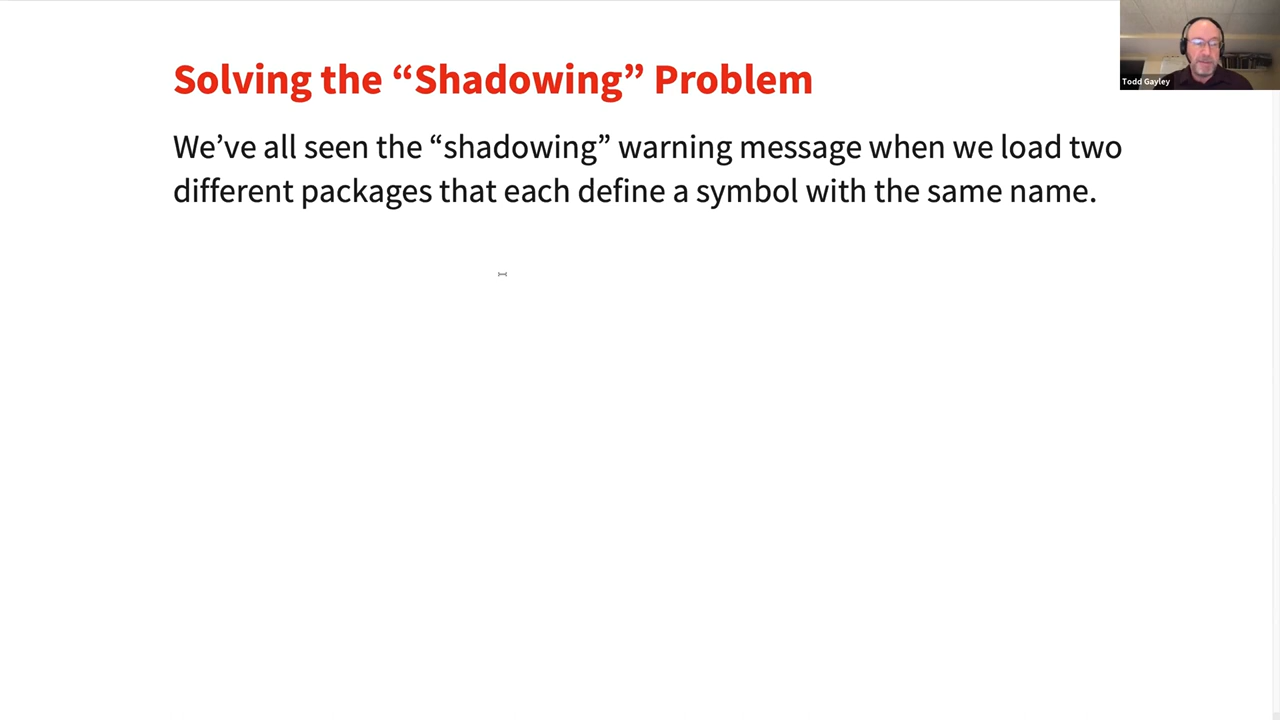 Solving the “Shadowing” Problem
We’ve all seen the “shadowing” warning message when we load two
different packages that each define a symbol with the same name.
Todd Gayley